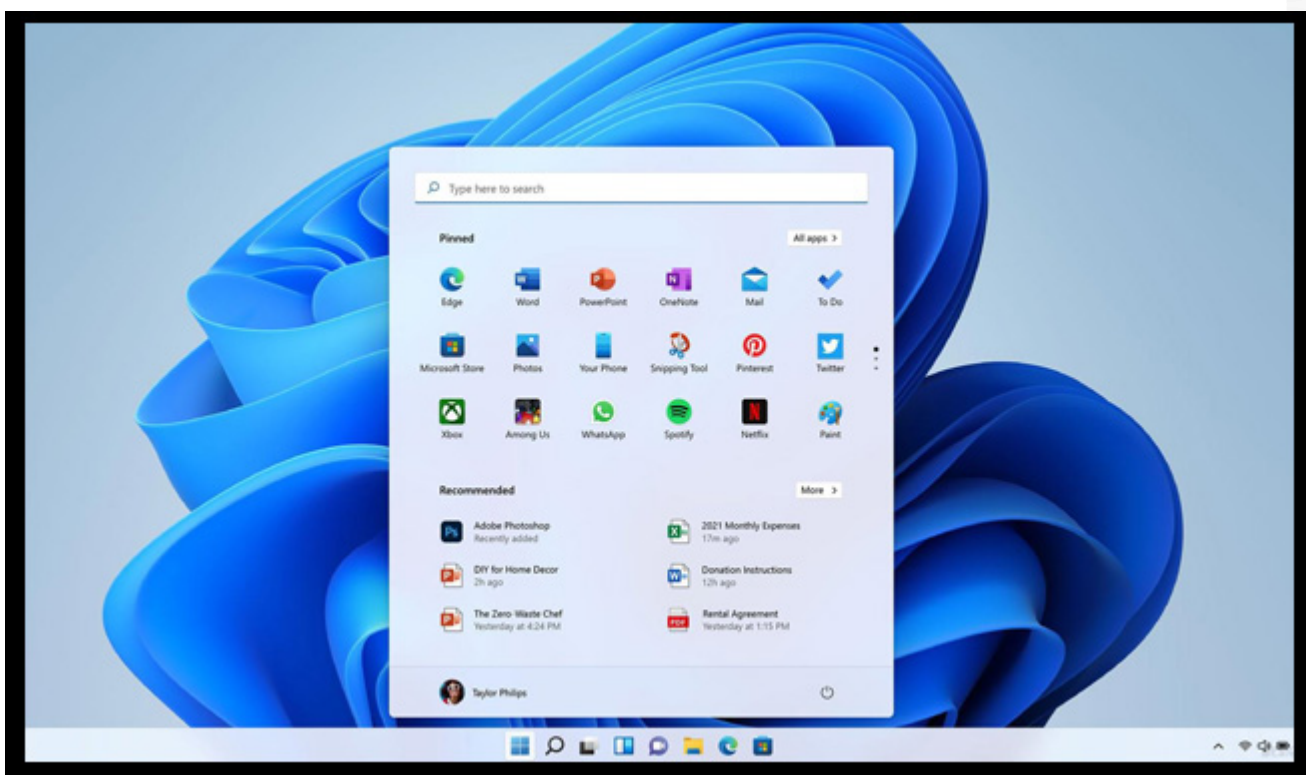 Type here to search
Pinned
All apps >
Edge
Word
PowerPoint
OneNote
Mail
To Do
Microsoft Store
Photos
Your Phone
Snipping Tool
Pinterest
Twitter
Xbox
Among Us
WhatsApp
Spotify
Netflix
Paint
Recommended
More >
Adobe Photoshop
Recently added
2021 Monthly Expenses
17m ago
DIY for Home Decor
2h ago
Donation Instructions
12h ago
The Zero-Waste Chef
Yesterday at 4:24 PM
Rental Agreement
Yesterday at 1:15 PM
Taylor Philips